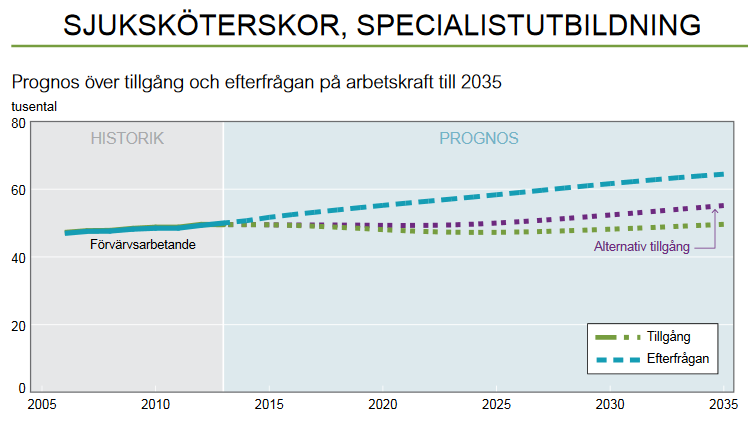 SJUKSKÖTERSKOR, SPECIALISTUTBILDNING
Prognos över tillgång och efterfrågan på arbetskraft till 2035
tusental
80
HISTORIK
PROGNOS
60
Förvärvsarbetande
Alternativ tillgång
40
20
Tillgång
Efterfrågan
0
2005
2010
2015
2020
2025
2030
2035